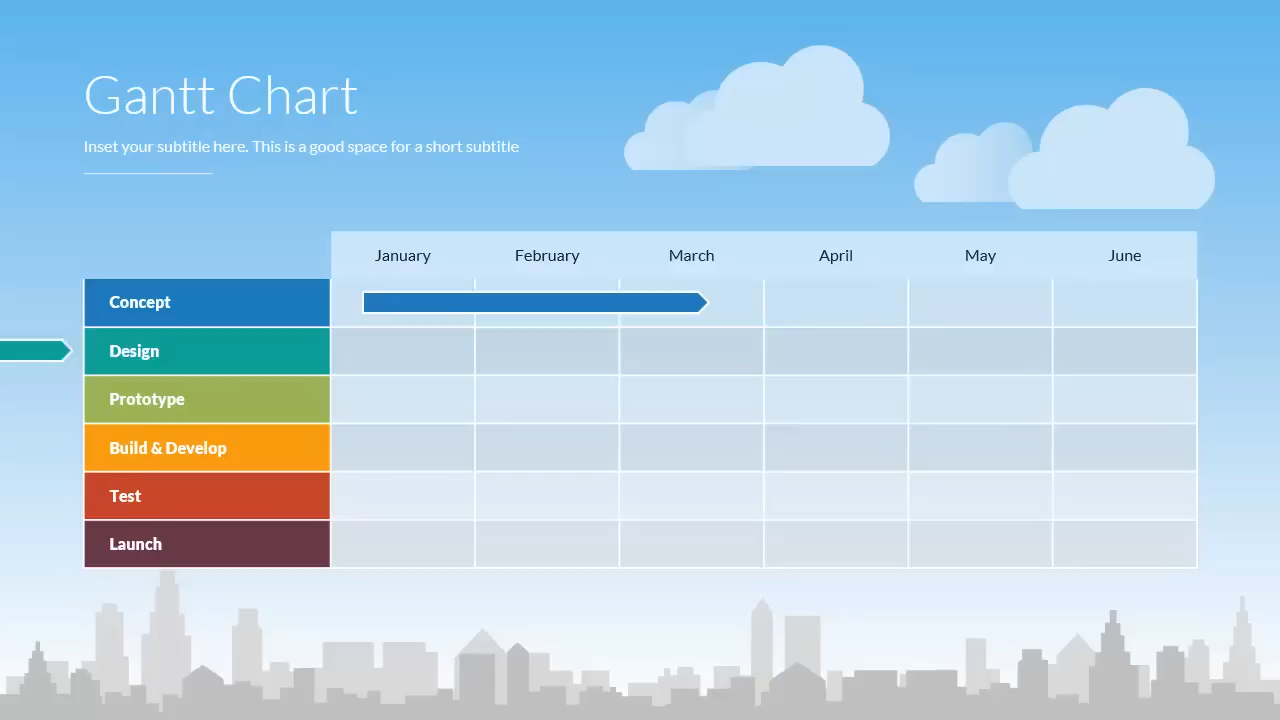 Gantt Chart
Inset your subtitle here. This is a good space for a short subtitle
January February March April May June
Concept
Design
Prototype
Build & Develop
Test
Launch